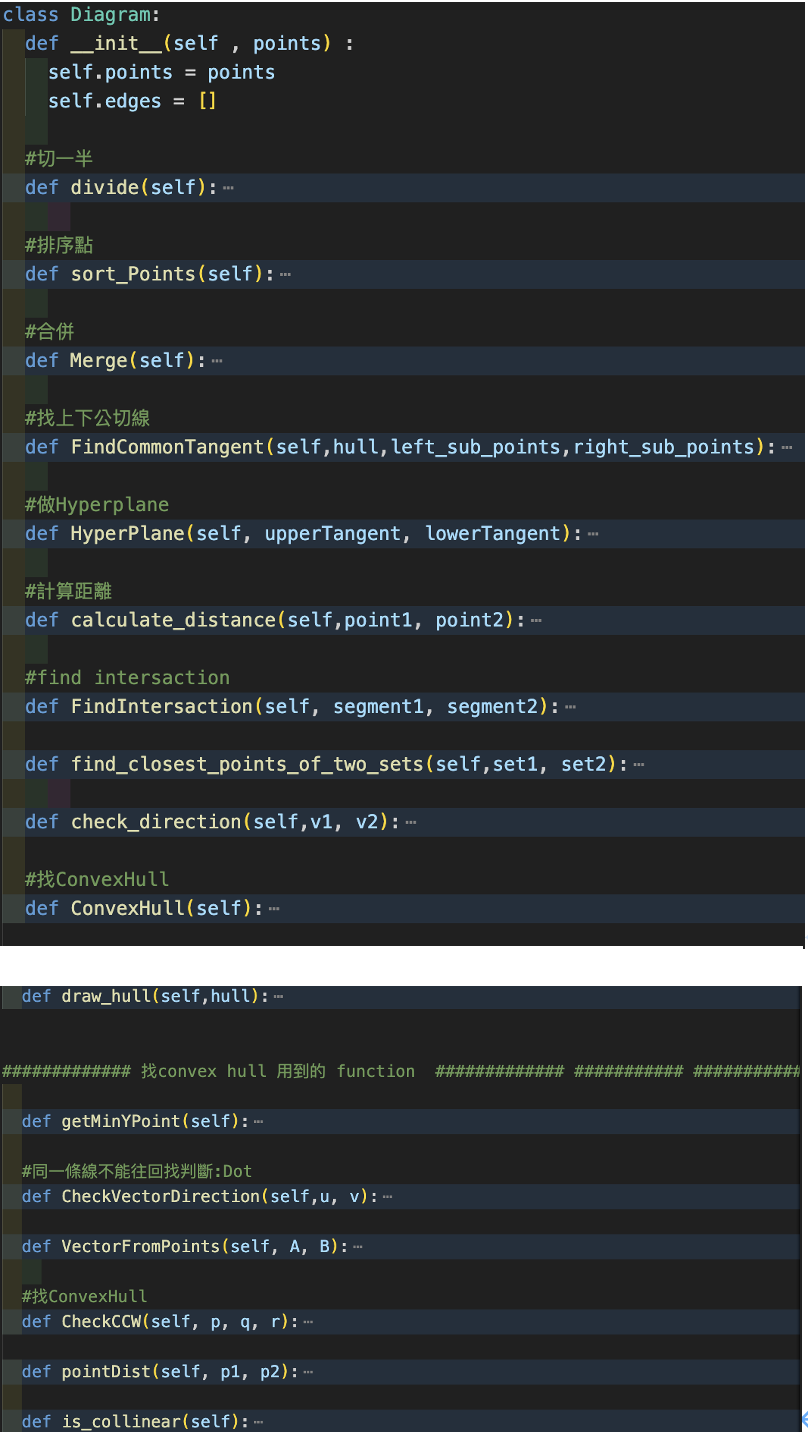 class Diagram:
def __init__(self , points) :
self.points = points
self.edges = []
#切一半
def divide(self):⋯
#排序點
def sort_Points(self):⋯
#合併
def Merge(self):⋯
#找上下公切線
def FindCommonTangent(self,hull,left_sub_points,right_sub_points):⋯
#做Hyperplane
def HyperPlane(self, upperTangent, lowerTangent):⋯
#計算距離
def calculate_distance(self,point1, point2):⋯
#find intersaction
def FindIntersaction(self, segment1, segment2):⋯
def find_closest_points_of_two_sets(self,set1, set2):⋯
def check_direction(self,v1, v2):⋯
#找ConvexHull
def ConvexHull(self):⋯
def draw_hull(self,hull):⋯
############# 找convex hull 用到的 function ############# ########### ###########
def getMinYPoint(self):⋯
#同一條線不能往回找判斷:Dot
def CheckVectorDirection(self,u, v):⋯
def VectorFromPoints(self, A, B):⋯
#找ConvexHull
def CheckCCW(self, p, q, r):⋯
def pointDist(self, p1, p2):⋯
def is_collinear(self):⋯